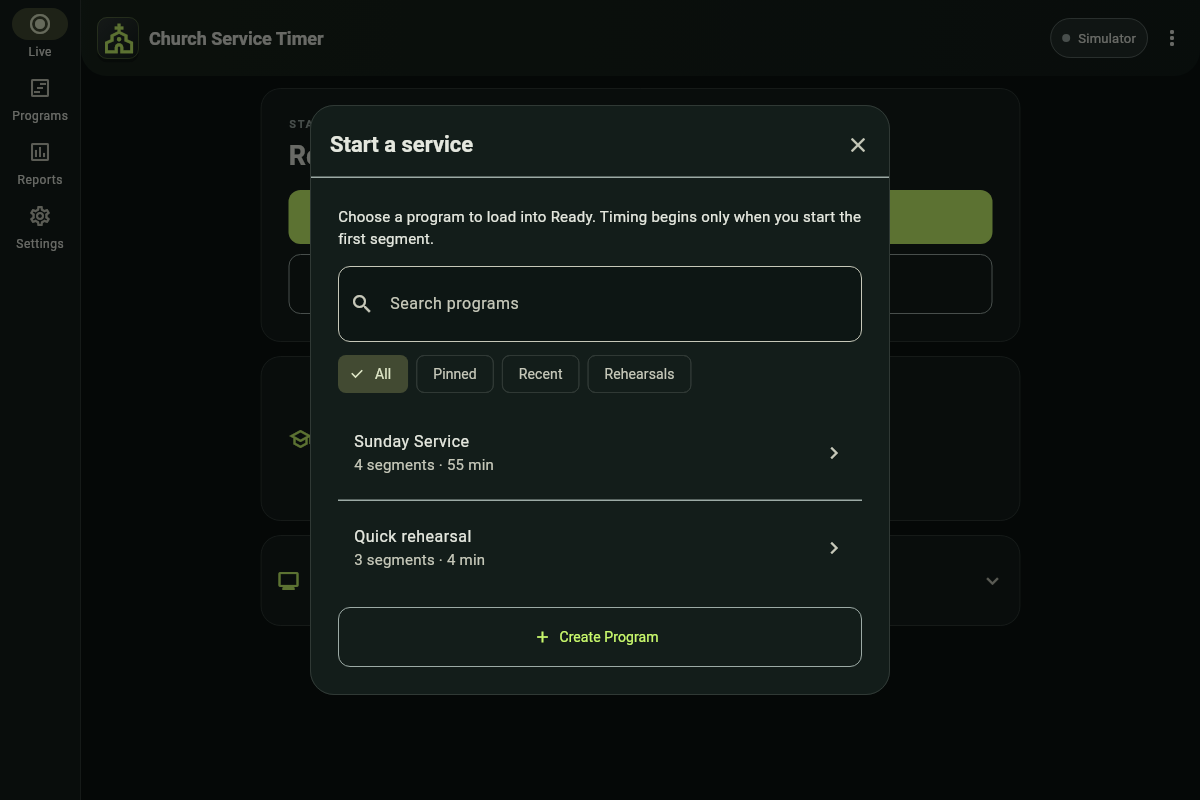 Live
Programs
Reports
Settings
Church Service Timer
Simulator
Start a service
Choose a program to load into Ready. Timing begins only when you start the
first segment.
Search programs
All
Pinned
Recent
Rehearsals
Sunday Service
4 segments · 55 min
Quick rehearsal
3 segments · 4 min
Create Program